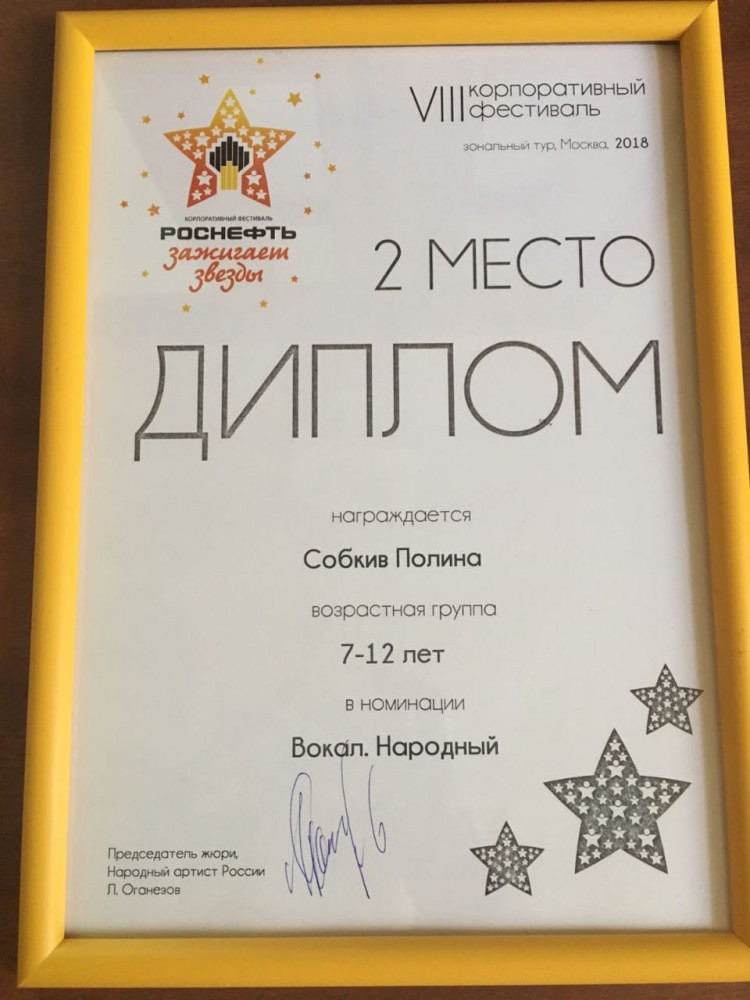 VIII корпоративный
фестиваль
зональный тур, Москва, 2018
КОРПОРАТИВНЫЙ ФЕСТИВАЛЬ
РОСНЕФТЬ
зажигает
звезды
2 МЕСТО
ДИПЛОМ
награждается
Собкив Полина
возрастная группа
7-12 лет
в номинации
Вокал. Народный
Председатель жюри,
Народный артист России
Л. Оганезов